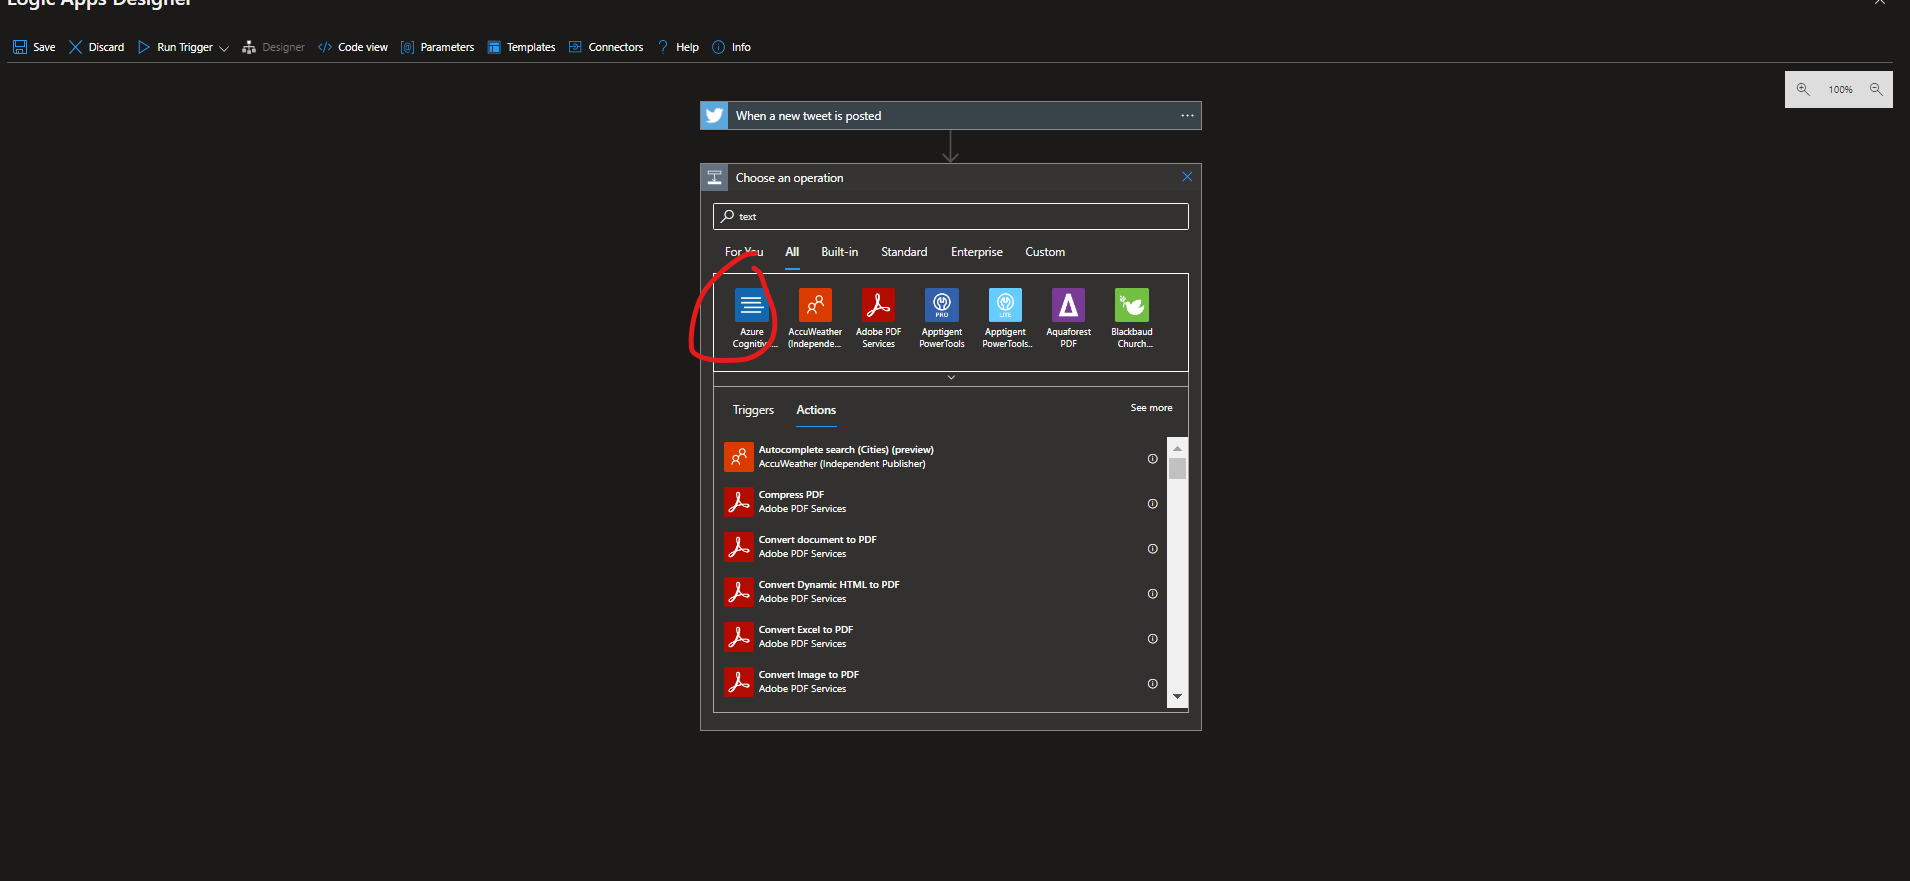 Logic Apps Designer
Save Discard Run Trigger Designer Code view Parameters Templates Connectors Help Info
100%
When a new tweet is posted
Choose an operation
text
For You All Built-in Standard Enterprise Custom
Azure Cognitiv...
AccuWeather (Independe...
Adobe PDF Services
Apptigent PowerTools
PRO
Apptigent PowerTools..
LITE
Aquaforest PDF
Blackbaud Church...
Triggers Actions See more
Autocomplete search (Cities) (preview)
AccuWeather (Independent Publisher)
Compress PDF
Adobe PDF Services
Convert document to PDF
Adobe PDF Services
Convert Dynamic HTML to PDF
Adobe PDF Services
Convert Excel to PDF
Adobe PDF Services
Convert Image to PDF
Adobe PDF Services